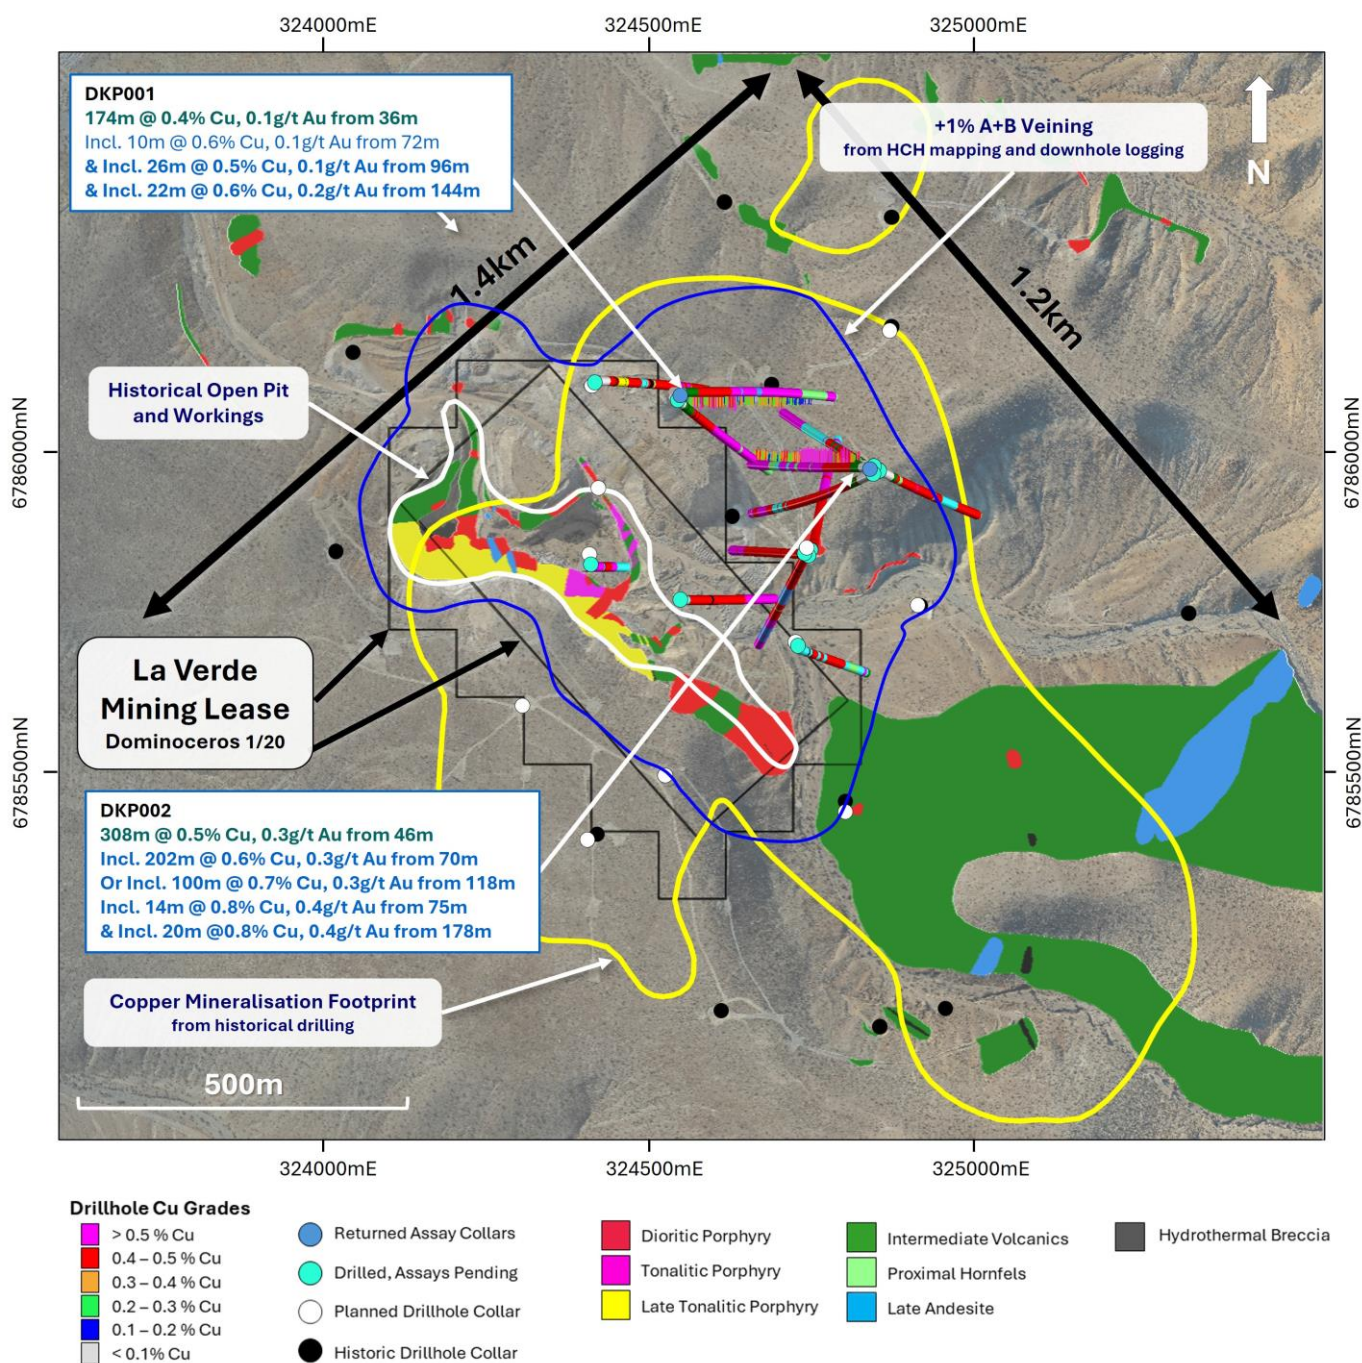 324000mE
324500mE
325000mE
DKP001
174m @ 0.4% Cu, 0.1g/t Au from 36m
Incl. 10m @ 0.6% Cu, 0.1g/t Au from 72m
& Incl. 26m @ 0.5% Cu, 0.1g/t Au from 96m
& Incl. 22m @ 0.6% Cu, 0.2g/t Au from 144m
+1% A+B Veining
from HCH mapping and downhole logging
N
1.4km
1.2km
Historical Open Pit
and Workings
6786000mN
6786000mN
La Verde
Mining Lease
Dominoceros 1/20
6785500mN
6785500mN
DKP002
308m @ 0.5% Cu, 0.3g/t Au from 46m
Incl. 202m @ 0.6% Cu, 0.3g/t Au from 70m
Or Incl. 100m @ 0.7% Cu, 0.3g/t Au from 118m
Incl. 14m @ 0.8% Cu, 0.4g/t Au from 75m
& Incl. 20m @0.8% Cu, 0.4g/t Au from 178m
Copper Mineralisation Footprint
from historical drilling
500m
324000mE
324500mE
325000mE
Drillhole Cu Grades
> 0.5 % Cu
0.4 – 0.5 % Cu
0.3 – 0.4 % Cu
0.2 – 0.3 % Cu
0.1 – 0.2 % Cu
< 0.1% Cu
Returned Assay Collars
Drilled, Assays Pending
Planned Drillhole Collar
Historic Drillhole Collar
Dioritic Porphyry
Tonalitic Porphyry
Late Tonalitic Porphyry
Intermediate Volcanics
Proximal Hornfels
Late Andesite
Hydrothermal Breccia